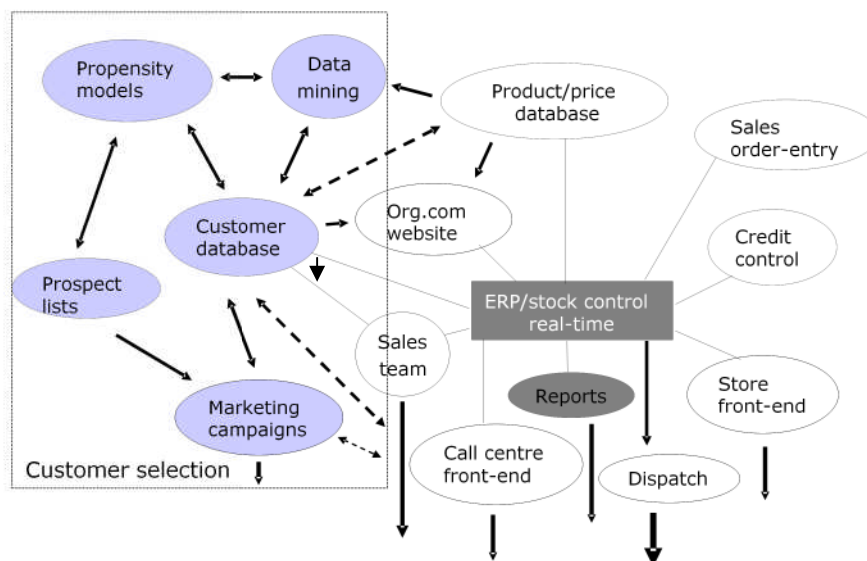 Propensity
models
Data
mining
Product/price
database
Sales
order-entry
Customer
database
Org.com
website
Credit
control
Prospect
lists
ERP/stock control
real-time
Sales
team
Reports
Store
front-end
Marketing
campaigns
Call centre
front-end
Dispatch
Customer selection